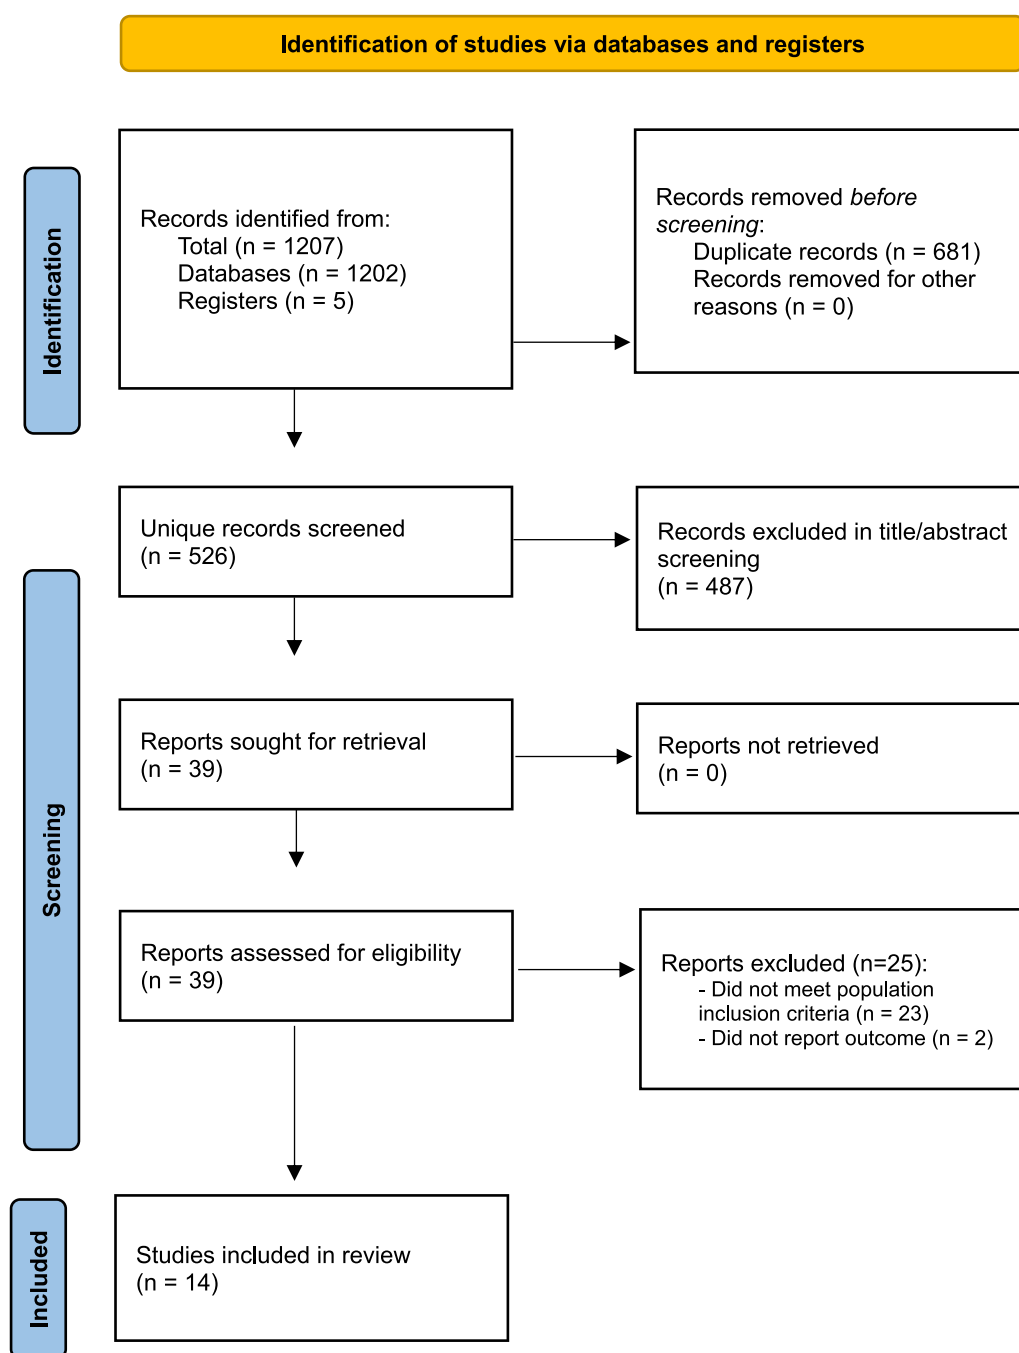 Identification of studies via databases and registers
Identification
Records identified from:
Total (n = 1207)
Databases (n = 1202)
Registers (n = 5)
Records removed before
screening:
Duplicate records (n = 681)
Records removed for other
reasons (n = 0)
Screening
Unique records screened
(n = 526)
Records excluded in title/abstract
screening
(n = 487)
Reports sought for retrieval
(n = 39)
Reports not retrieved
(n = 0)
Reports assessed for eligibility
(n = 39)
Reports excluded (n=25):
- Did not meet population
inclusion criteria (n = 23)
- Did not report outcome (n = 2)
Included
Studies included in review
(n = 14)